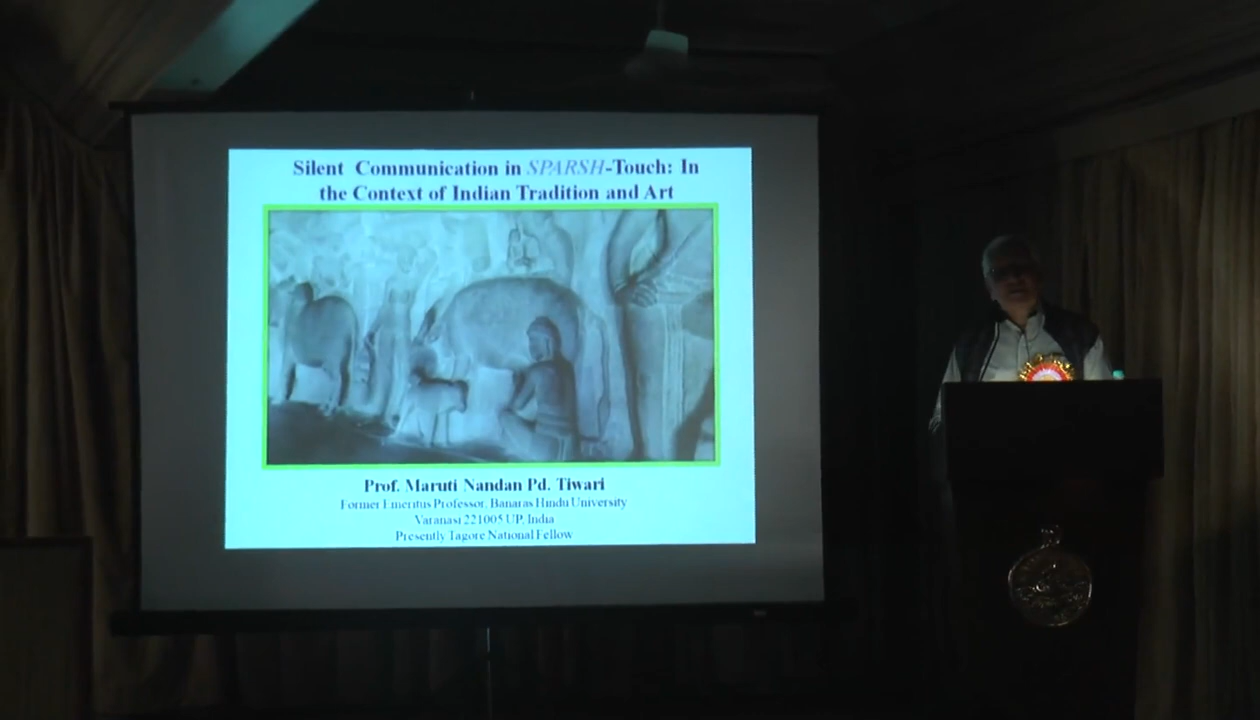 Silent Communication in SPARSH-Touch: In
the Context of Indian Tradition and Art
Prof. Maruti Nandan Pd. Tiwari
Former Emeritus Professor, Banaras Hindu University
Varanasi 221005 UP, India
Presently Tagore National Fellow